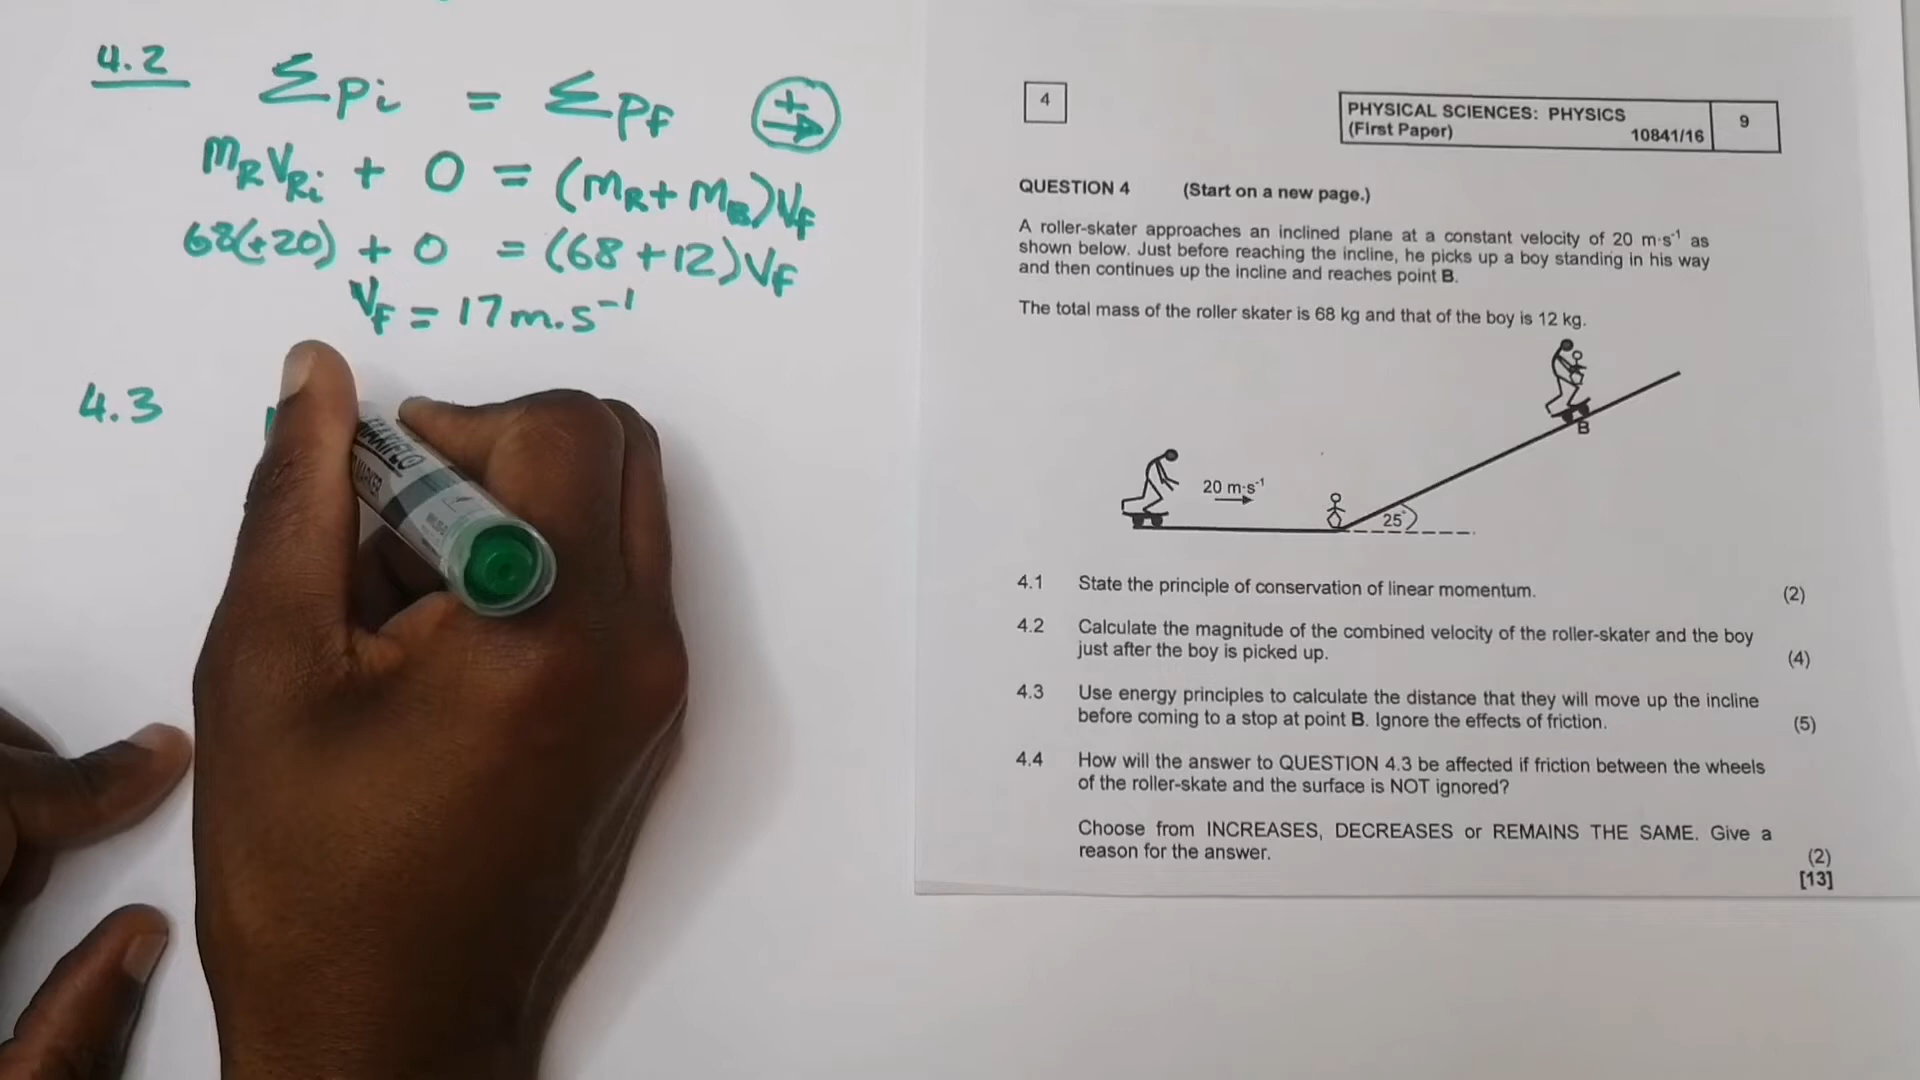 4.2 Σpi = Σpf +
mRvRi + 0 = (mR + mB)vf
68(+20) + 0 = (68 + 12)vf
vf = 17 m.s⁻¹
4.3
4
PHYSICAL SCIENCES: PHYSICS
(First Paper) 10841/16
9
QUESTION 4 (Start on a new page.)
A roller-skater approaches an inclined plane at a constant velocity of 20 m·s⁻¹ as
shown below. Just before reaching the incline, he picks up a boy standing in his way
and then continues up the incline and reaches point B.
The total mass of the roller skater is 68 kg and that of the boy is 12 kg.
B
20 m·s⁻¹
25°
4.1 State the principle of conservation of linear momentum. (2)
4.2 Calculate the magnitude of the combined velocity of the roller-skater and the boy
just after the boy is picked up. (4)
4.3 Use energy principles to calculate the distance that they will move up the incline
before coming to a stop at point B. Ignore the effects of friction. (5)
4.4 How will the answer to QUESTION 4.3 be affected if friction between the wheels
of the roller-skate and the surface is NOT ignored?
Choose from INCREASES, DECREASES or REMAINS THE SAME. Give a
reason for the answer. (2)
[13]